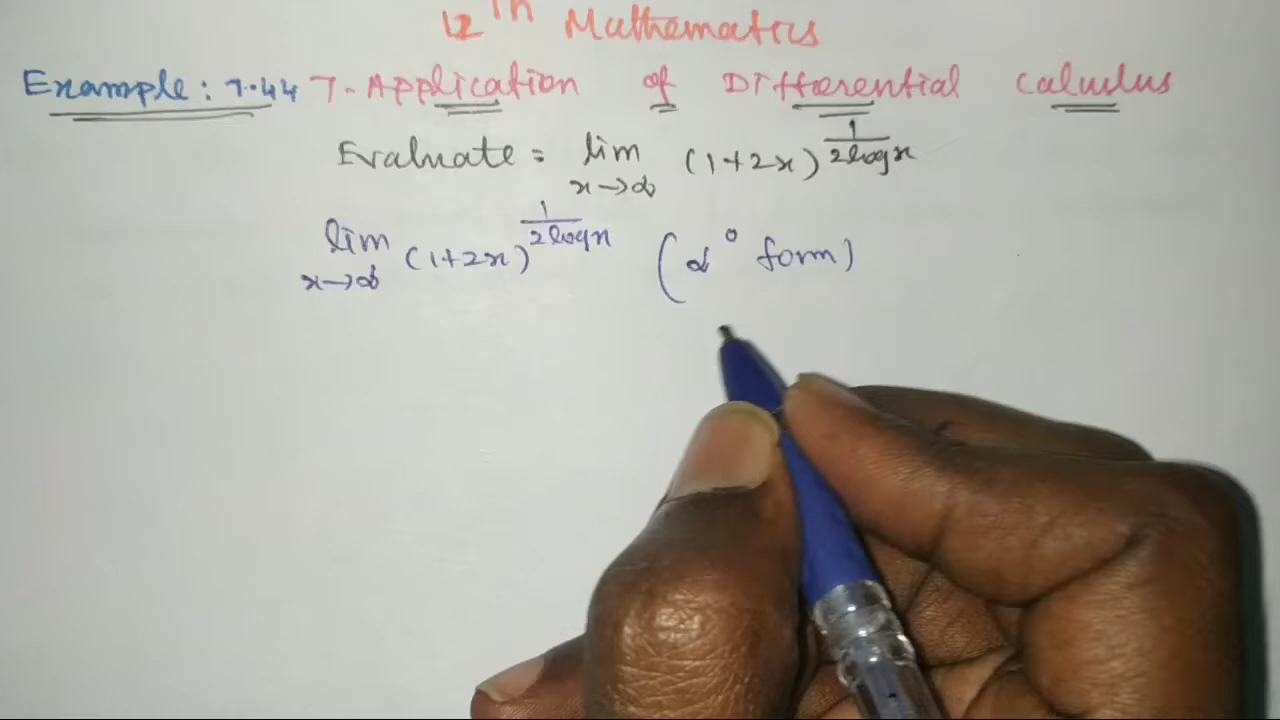 12th Mathematics
Example: 7.44 7. Application of Differential Calculus
Evaluate = lim x→∞ (1+2x)^1/2logx
lim x→∞ (1+2x)^1/2logx (∞^0 form)